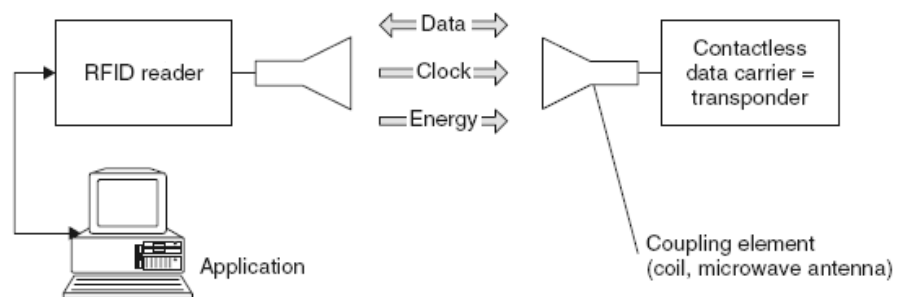 RFID reader
Data
Clock
Energy
Contactless
data carrier =
transponder
Application
Coupling element
(coil, microwave antenna)